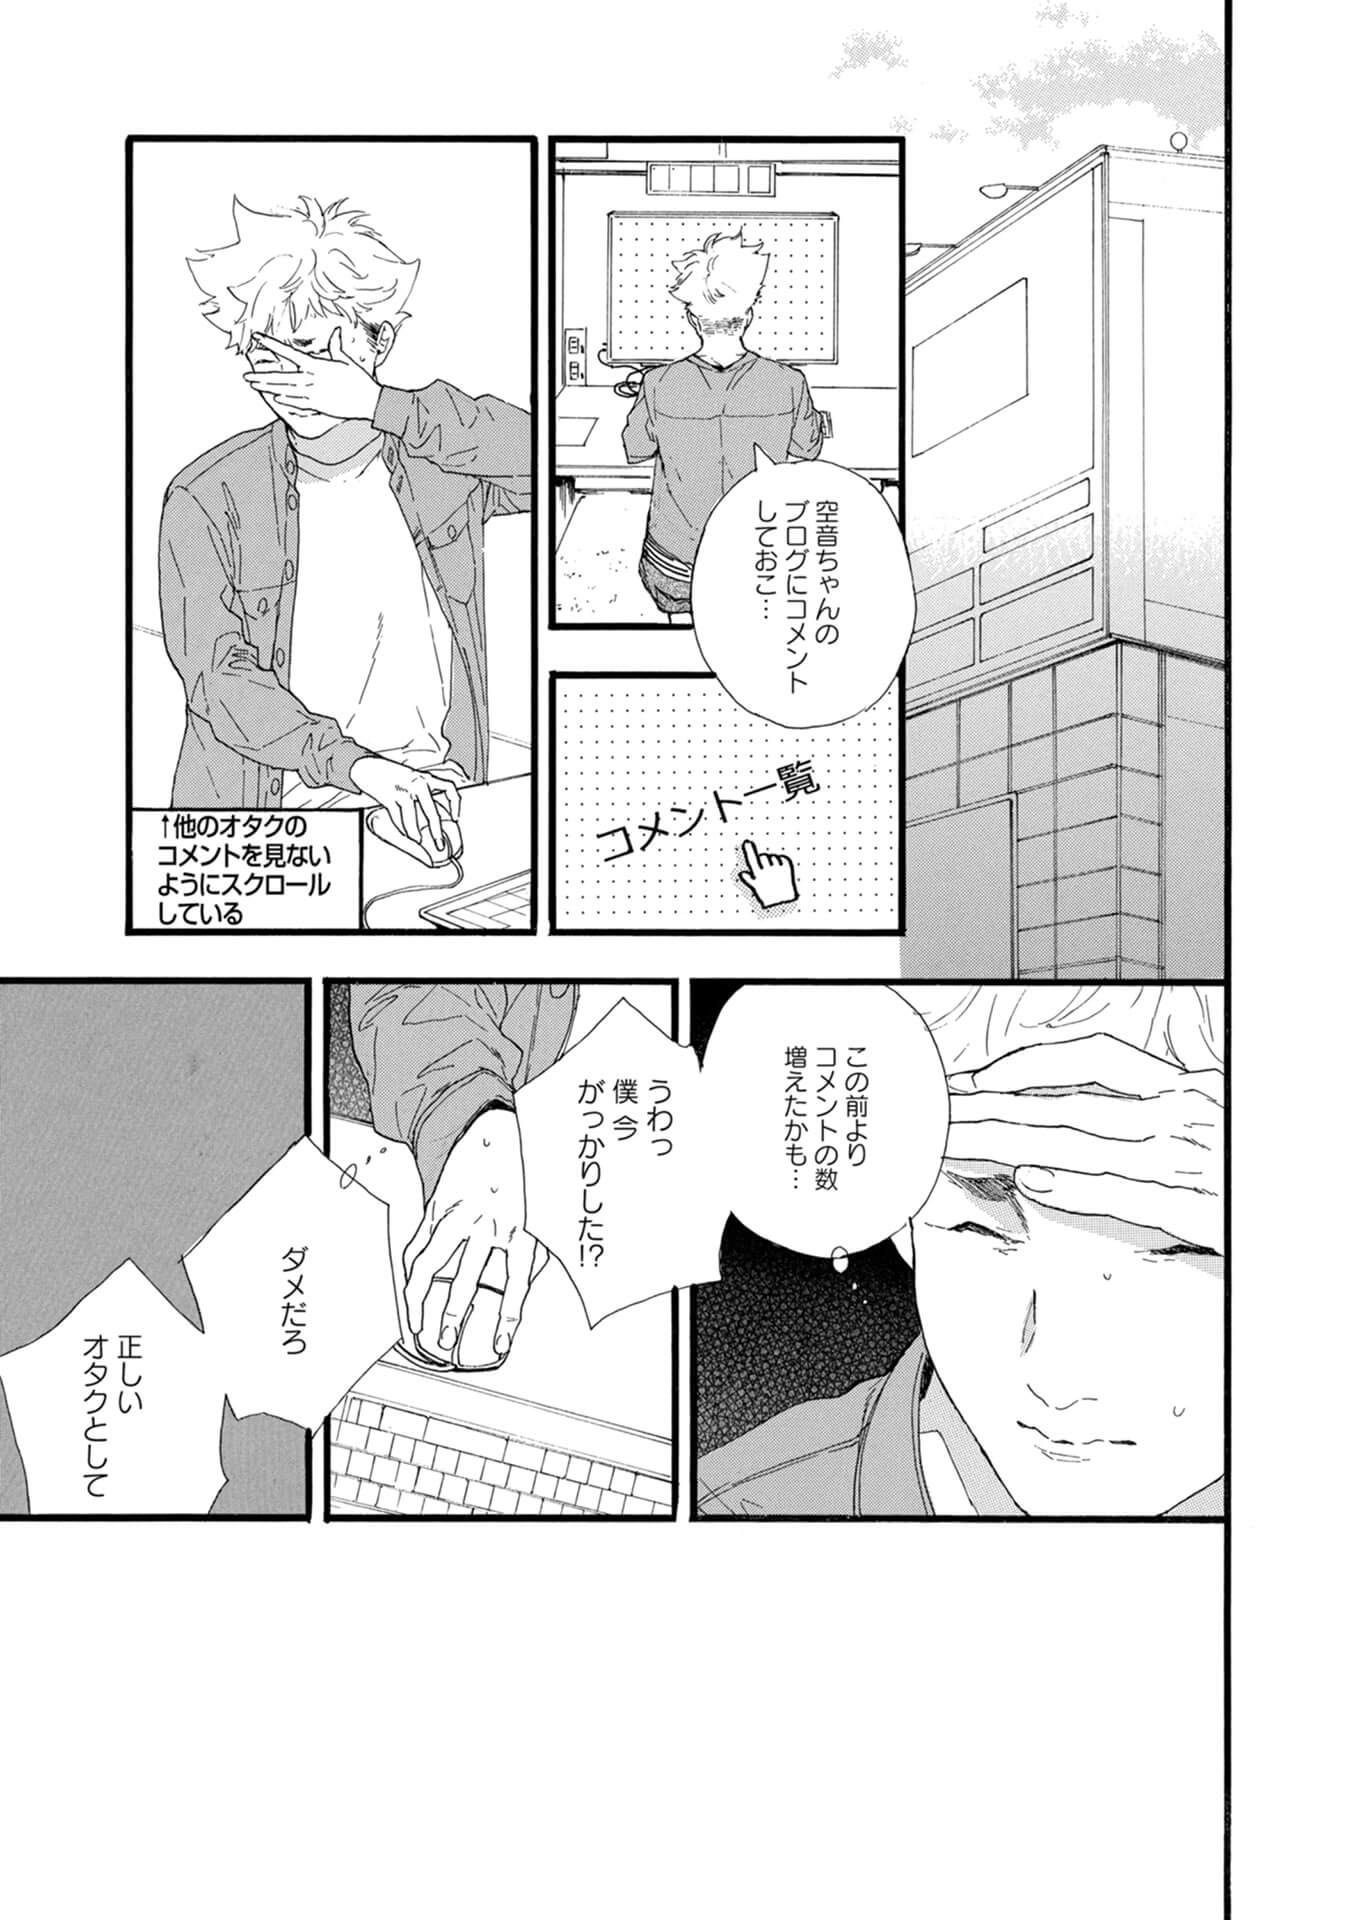 空音ちゃんの
ブログにコメント
しておこ…
コメント一覧
↑他のオタクの
コメントを見ない
ようにスクロール
している
この前より
コメントの数
増えたかも…
うわっ
僕 今
がっかりした!?
ダメだろ
正しい
オタクとして